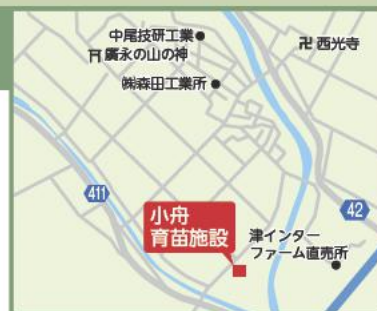 中尾技研工業
卍 西光寺
廣永の山の神
㈱森田工業所
411
小舟
育苗施設
42
津インター
ファーム直売所